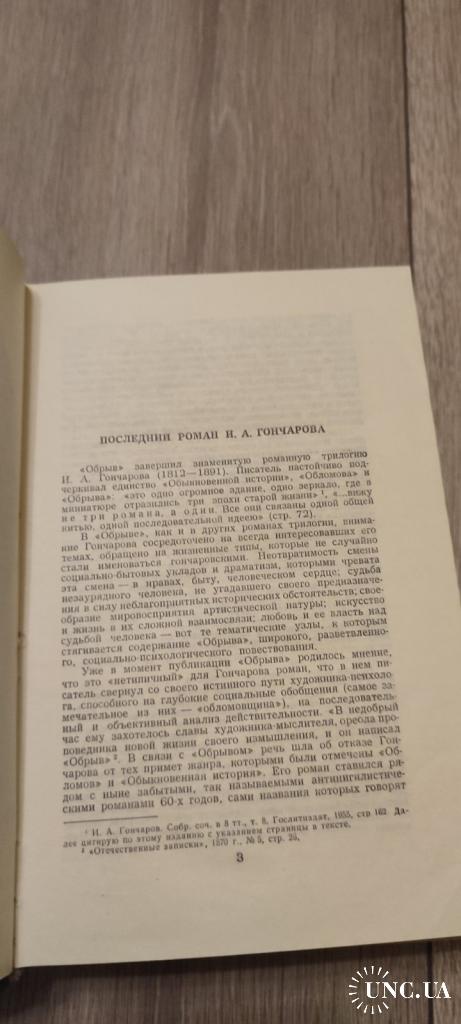 ПОСЛЕДНИЙ РОМАН И. А. ГОНЧАРОВА
«Обрыв» завершил знаменитую романную трилогию
И. А. Гончарова (1812—1891). Писатель настойчиво под-
черкивал единство «Обыкновенной истории», «Обломова» и
«Обрыва»: «это одно огромное здание, одно зеркало, где в
миниатюре отразились три эпохи старой жизни» ¹, «...вижу
не три романа, а один. Все они связаны одной общей
нитью, одной последовательной идеею» (стр. 72).
В «Обрыве», как и в других романах трилогии, внима-
ние Гончарова сосредоточено на всегда интересовавших его
темах, обращено на жизненные типы, которые не случайно
стали именоваться гончаровскими. Неотвратимость смены
социально-бытовых укладов и драматизм, которыми чревата
эта смена — в нравах, быту, человеческом сердце; судьба
незаурядного человека, не угадавшего своего предназначе-
ния в силу неблагоприятных исторических обстоятельств; свое-
образие мировосприятия артистической натуры; искусство
и жизнь в их сложной взаимосвязи; любовь и ее власть над
судьбой человека — вот те тематические узлы, к которым
стягивается содержание «Обрыва», широкого, разветвленно-
го, социально-психологического повествования.
Уже в момент публикации «Обрыва» родилось мнение,
что это «нетипичный» для Гончарова роман, что в нем пи-
сатель свернул со своего истинного пути художника-психоло-
га, способного на глубокие социальные обобщения (самое за-
мечательное из них — «обломовщина»), на последователь-
ный и объективный анализ действительности. «В недобрый
час ему захотелось славы художника-мыслителя, ореола про-
поведника новой жизни своего измышления, и он написал
«Обрыв» ². В связи с «Обрывом» речь шла об отказе Гон-
чарова от тех примет жанра, которыми были отмечены «Об-
ломов» и «Обыкновенная история». Его роман ставился ря-
дом с ныне забытыми, так называемыми антинигилистиче-
скими романами 60-х годов, сами названия которых говорят
¹ И. А. Гончаров. Собр. соч. в 8 тт., т. 8. Гослитиздат, 1955, стр 162 Да-
лее цитирую по этому изданию с указанием страницы в тексте.
² «Отечественные записки», 1870 г., № 5, стр. 26.
3
UNC.UA